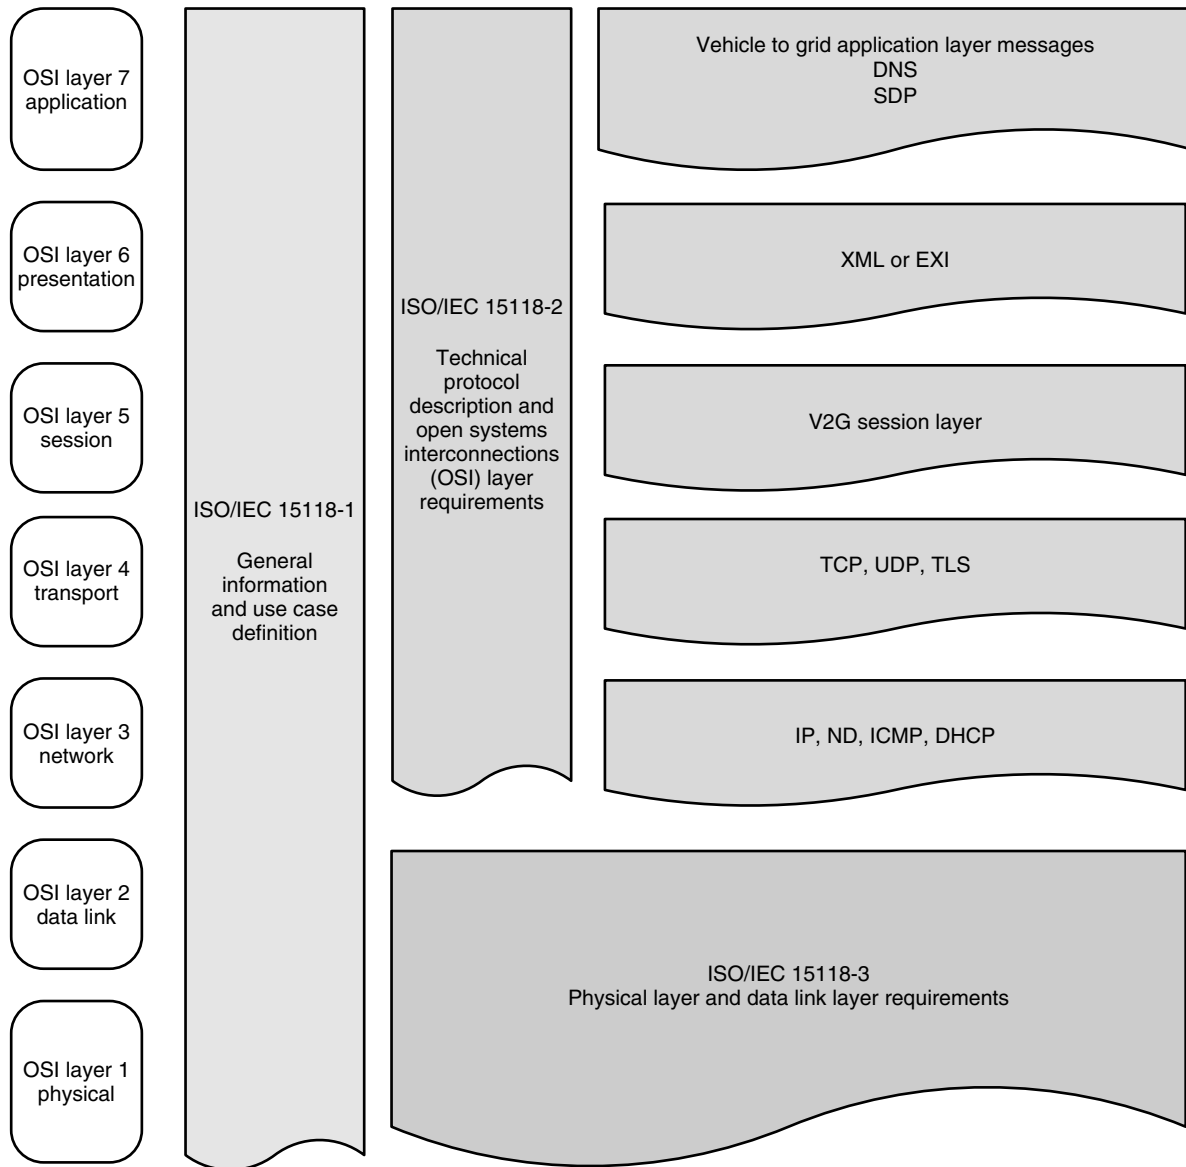 OSI layer 7
application
OSI layer 6
presentation
OSI layer 5
session
OSI layer 4
transport
OSI layer 3
network
OSI layer 2
data link
OSI layer 1
physical
ISO/IEC 15118-1
General
information
and use case
definition
ISO/IEC 15118-2
Technical
protocol
description and
open systems
interconnections
(OSI) layer
requirements
Vehicle to grid application layer messages
DNS
SDP
XML or EXI
V2G session layer
TCP, UDP, TLS
IP, ND, ICMP, DHCP
ISO/IEC 15118-3
Physical layer and data link layer requirements